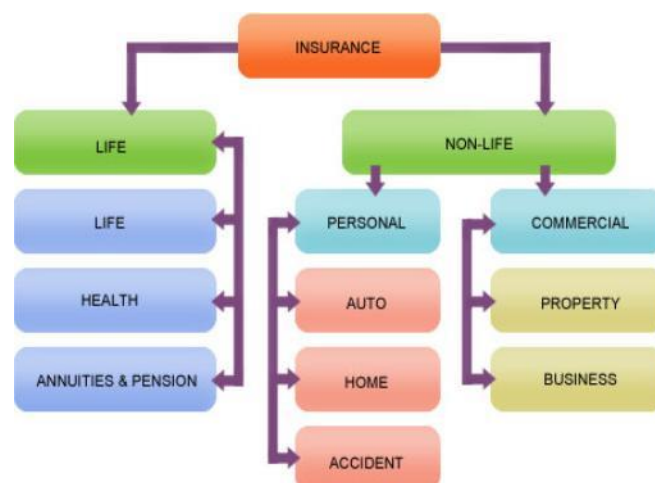 INSURANCE
LIFE
NON-LIFE
LIFE
PERSONAL
COMMERCIAL
HEALTH
AUTO
PROPERTY
ANNUITIES & PENSION
HOME
BUSINESS
ACCIDENT